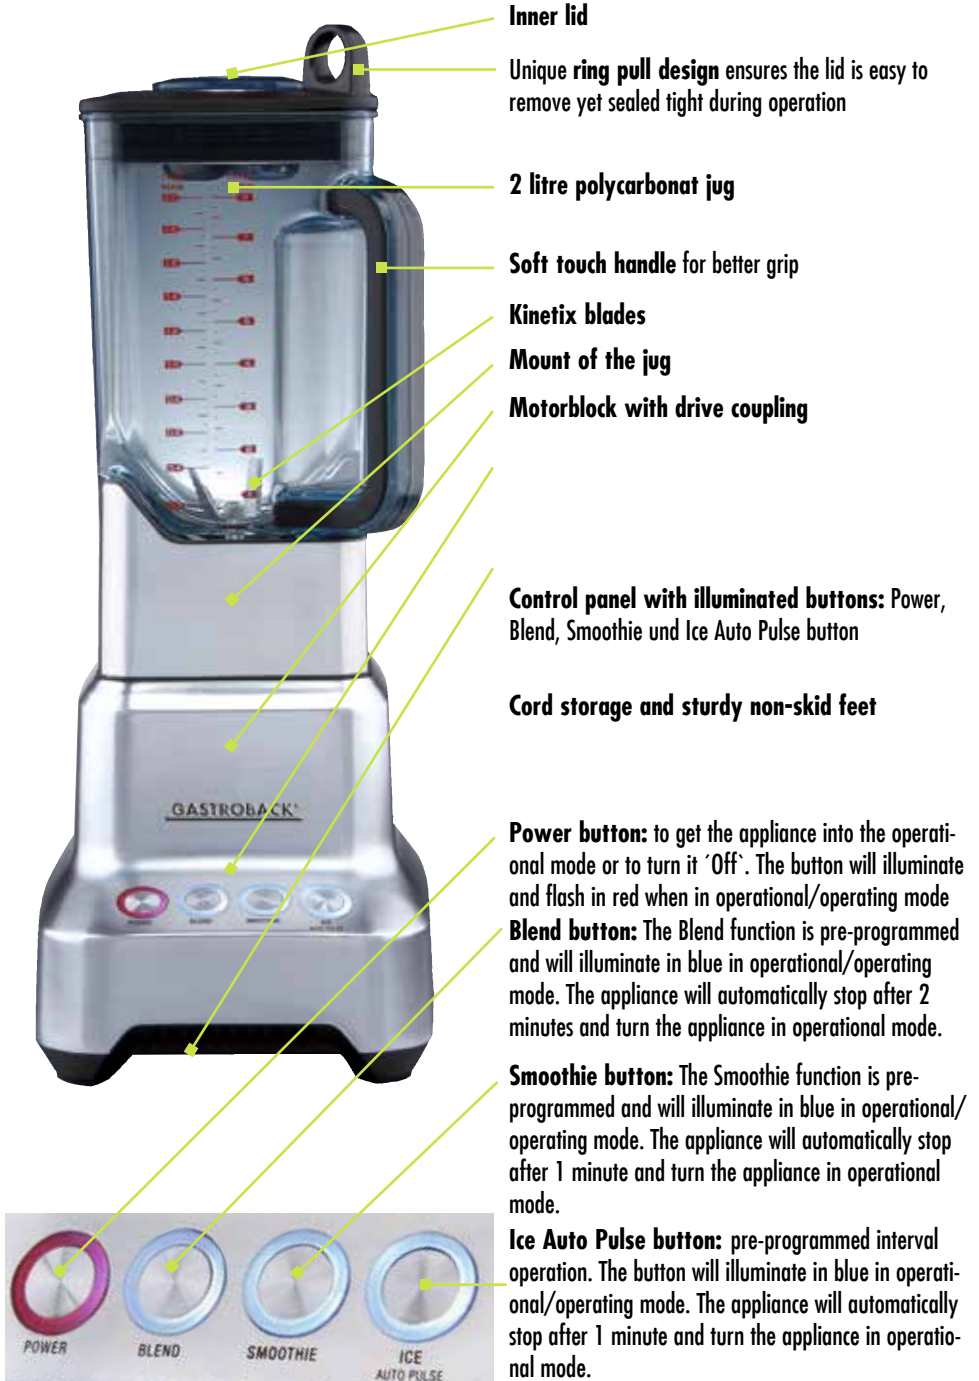 Inner lid
Unique ring pull design ensures the lid is easy to
remove yet sealed tight during operation
2 litre polycarbonat jug
Soft touch handle for better grip
Kinetix blades
Mount of the jug
Motorblock with drive coupling
Control panel with illuminated buttons: Power,
Blend, Smoothie und Ice Auto Pulse button
Cord storage and sturdy non-skid feet
GASTROBACK®
Power button: to get the appliance into the operati-
onal mode or to turn it ´Off`. The button will illuminate
and flash in red when in operational/operating mode
Blend button: The Blend function is pre-programmed
and will illuminate in blue in operational/operating
mode. The appliance will automatically stop after 2
minutes and turn the appliance in operational mode.
Smoothie button: The Smoothie function is pre-
programmed and will illuminate in blue in operational/
operating mode. The appliance will automatically stop
after 1 minute and turn the appliance in operational
mode.
Ice Auto Pulse button: pre-programmed interval
operation. The button will illuminate in blue in operati-
onal/operating mode. The appliance will automatically
stop after 1 minute and turn the appliance in operatio-
nal mode.
POWER
BLEND
SMOOTHIE
ICE
AUTO PULSE